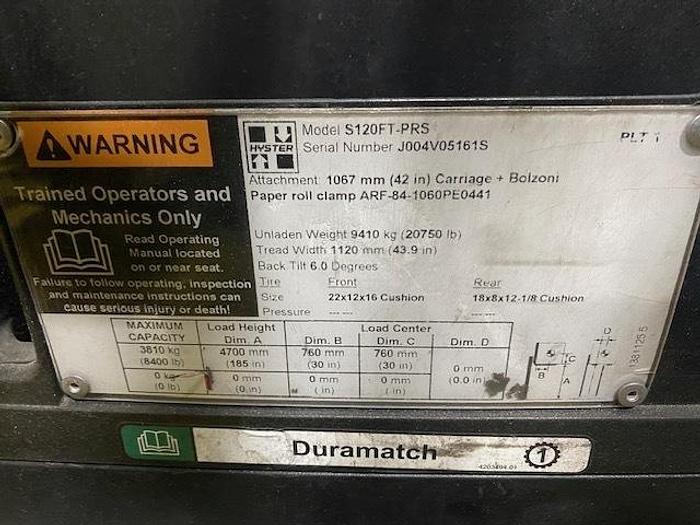 WARNING
Trained Operators and
Mechanics Only
Read Operating
Manual located
on or near seat.
Failure to follow operating, inspection
and maintenance instructions can
cause serious injury or death!
HYSTER
Model S120FT-PRS
Serial Number J004V05161S
PLT 1
Attachment 1067 mm (42 in) Carriage + Bolzoni
Paper roll clamp ARF-84-1060PE0441
Unladen Weight 9410 kg (20750 lb)
Tread Width 1120 mm (43.9 in)
Back Tilt 6.0 Degrees
Tire Front Rear
Size 22x12x16 Cushion 18x8x12-1/8 Cushion
Pressure --- --- --- ---
MAXIMUM CAPACITY Load Height Load Center
Dim. A Dim. B Dim. C Dim. D
3810 kg 4700 mm 760 mm 760 mm 0 mm
(8400 lb) (185 in) (30 in) (30 in) (0.0 in)
0 kg 0 mm 0 mm 0 mm
(0 lb) (0 in) ( in) ( in)
D
C
B
A
Duramatch
1
4203494-01